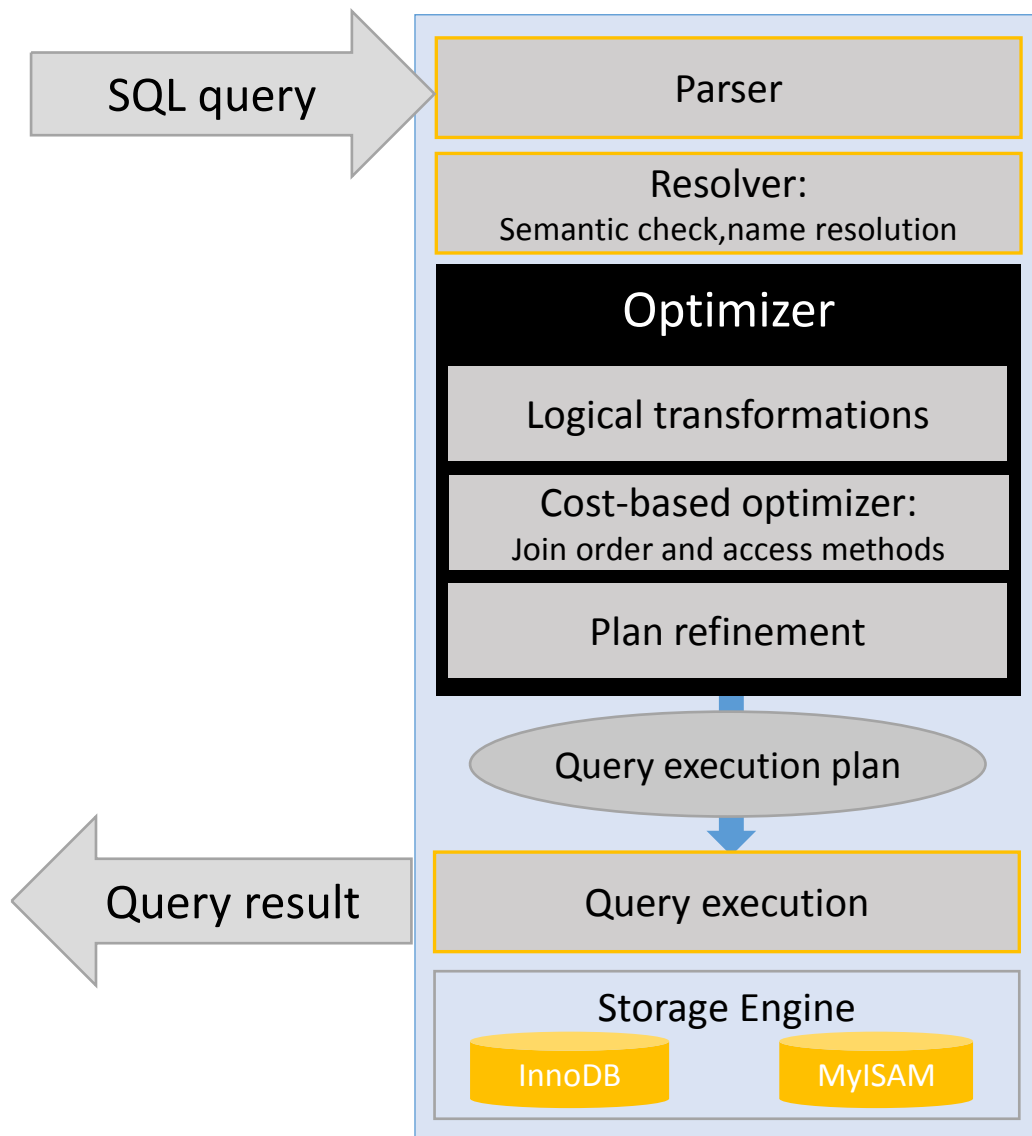 SQL query
Parser
Resolver:
Semantic check,name resolution
Optimizer
Logical transformations
Cost-based optimizer:
Join order and access methods
Plan refinement
Query execution plan
Query result
Query execution
Storage Engine
InnoDB
MyISAM